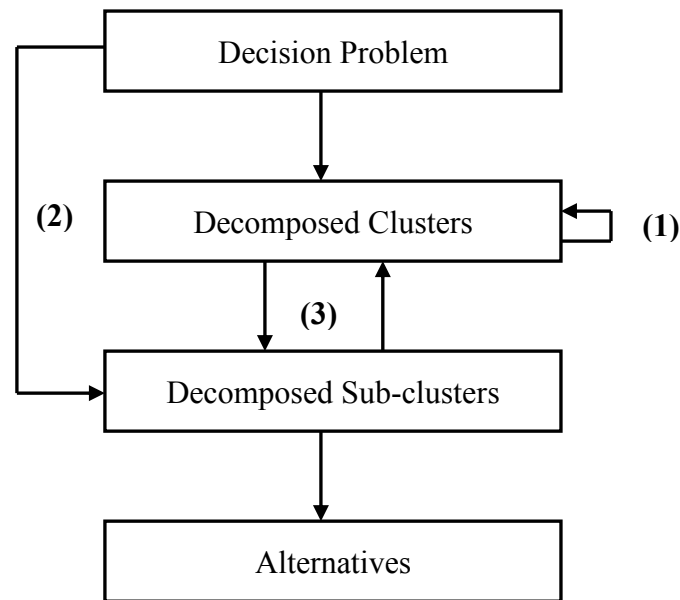 Decision Problem
(2)
Decomposed Clusters
(1)
(3)
Decomposed Sub-clusters
Alternatives